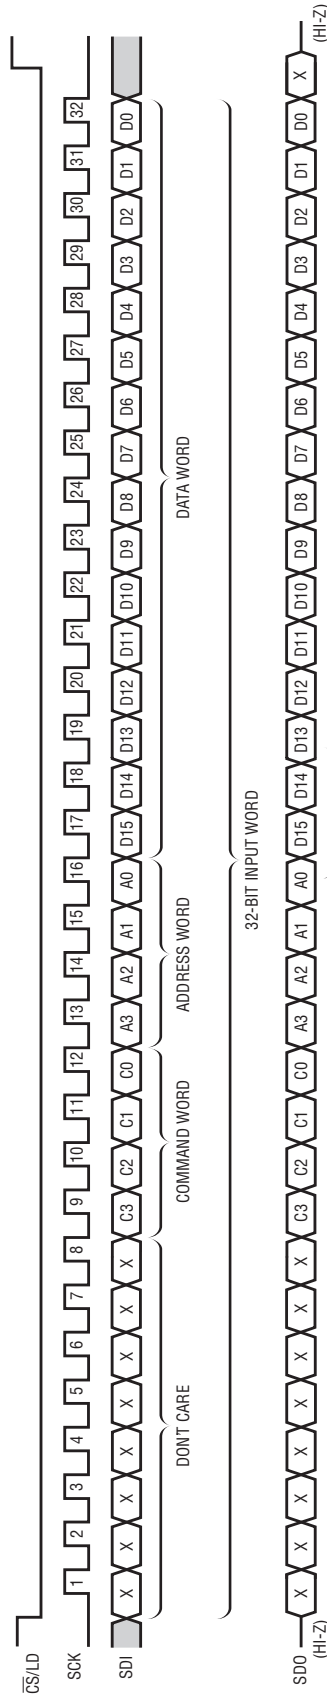 C̅S̅/LD
SCK 1 2 3 4 5 6 7 8 9 10 11 12 13 14 15 16 17 18 19 20 21 22 23 24 25 26 27 28 29 30 31 32
SDI X X X X X X X X C3 C2 C1 C0 A3 A2 A1 A0 D15 D14 D13 D12 D11 D10 D9 D8 D7 D6 D5 D4 D3 D2 D1 D0
DONT CARE COMMAND WORD ADDRESS WORD DATA WORD
32-BIT INPUT WORD
SDO X X X X X X X X C3 C2 C1 C0 A3 A2 A1 A0 D15 D14 D13 D12 D11 D10 D9 D8 D7 D6 D5 D4 D3 D2 D1 D0 X
(HI-Z) (HI-Z)